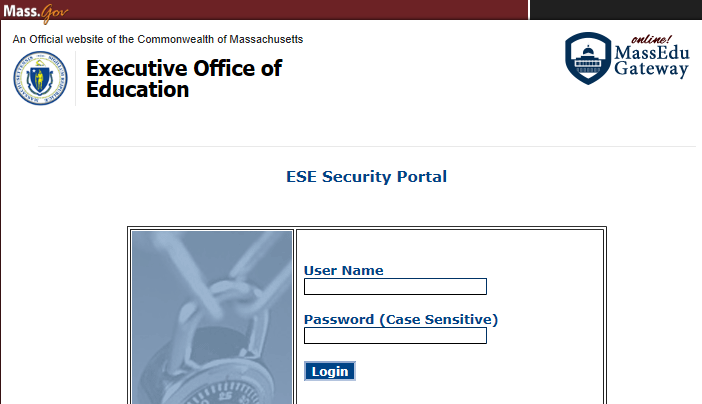 Mass.Gov
An Official website of the Commonwealth of Massachusetts
Executive Office of
Education
online!
MassEdu
Gateway
ESE Security Portal
User Name
Password (Case Sensitive)
Login
25